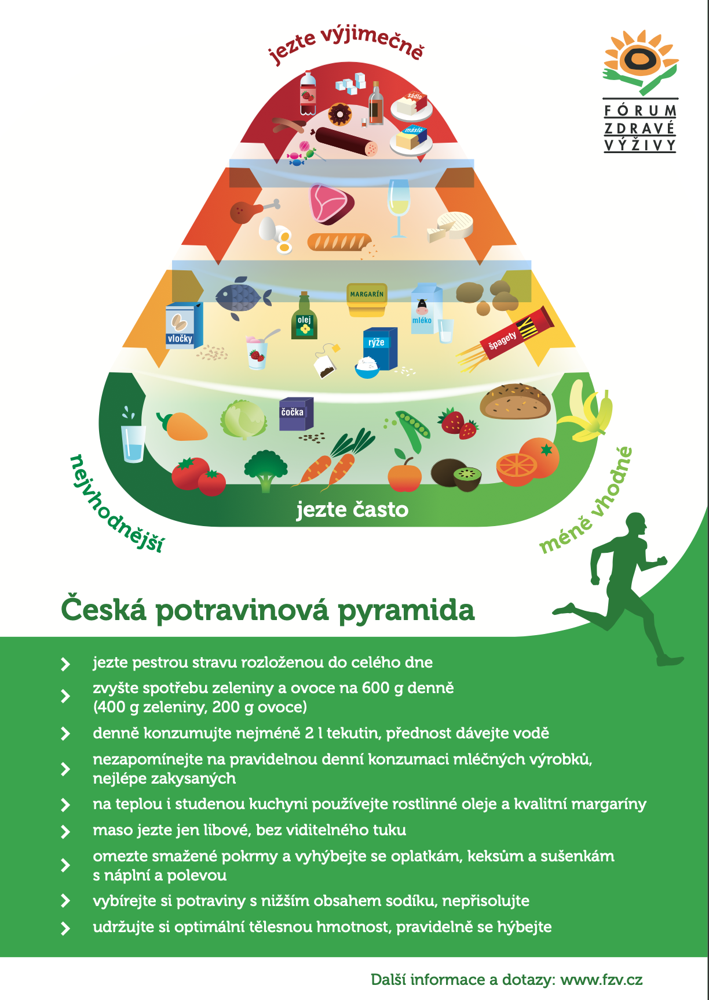 jezte výjimečně
FÓRUM
ZDRAVÉ
VÝŽIVY
sádlo
máslo
MARGARÍN
olej
mléko
vločky
rýže
špagety
čočka
nejvhodnější
méně vhodné
jezte často
Česká potravinová pyramida
jezte pestrou stravu rozloženou do celého dne
zvyšte spotřebu zeleniny a ovoce na 600 g denně
(400 g zeleniny, 200 g ovoce)
denně konzumujte nejméně 2 l tekutin, přednost dávejte vodě
nezapomínejte na pravidelnou denní konzumaci mléčných výrobků,
nejlépe zakysaných
na teplou i studenou kuchyni používejte rostlinné oleje a kvalitní margaríny
maso jezte jen libové, bez viditelného tuku
omezte smažené pokrmy a vyhýbejte se oplatkám, keksům a sušenkám
s náplní a polevou
vybírejte si potraviny s nižším obsahem sodíku, nepřisolujte
udržujte si optimální tělesnou hmotnost, pravidelně se hýbejte
Další informace a dotazy: www.fzv.cz